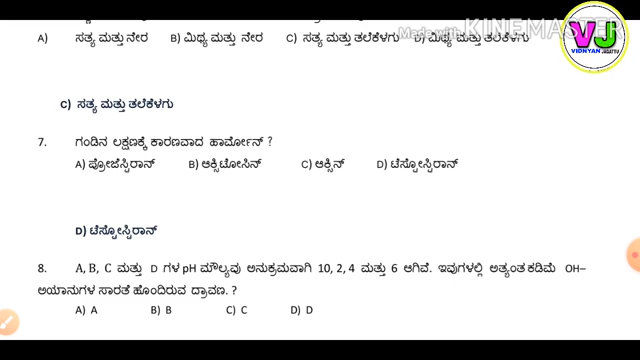 Made with KINEMASTER
A) ಸತ್ಯ ಮತ್ತು ನೇರ B) ಮಿಥ್ಯ ಮತ್ತು ನೇರ C) ಸತ್ಯ ಮತ್ತು ತಲೆಕೆಳಗು D) ಮಿಥ್ಯೆ ಮತ್ತು ತಲೆಕೆಳಗು
VJ
VIDNYAN JAGATTU
C) ಸತ್ಯ ಮತ್ತು ತಲೆಕೆಳಗು
7. ಗಂಡಿನ ಲಕ್ಷಣಕ್ಕೆ ಕಾರಣವಾದ ಹಾರ್ಮೋನ್ ?
A) ಪ್ರೋಜೆಸ್ಟಿರಾನ್ B) ಆಕ್ಸಿಟೋಸಿನ್ C) ಆಕ್ಸಿನ್ D) ಟೆಸ್ಟೋಸ್ಟಿರಾನ್
D) ಟೆಸ್ಟೋಸ್ಟಿರಾನ್
8. A, B, C ಮತ್ತು D ಗಳ pH ಮೌಲ್ಯವು ಅನುಕ್ರಮವಾಗಿ 10, 2, 4 ಮತ್ತು 6 ಆಗಿವೆ. ಇವುಗಳಲ್ಲಿ ಅತ್ಯಂತ ಕಡಿಮೆ OH–
ಅಯಾನುಗಳ ಸಾರತೆ ಹೊಂದಿರುವ ದ್ರಾವಣ. ?
A) A B) B C) C D) D